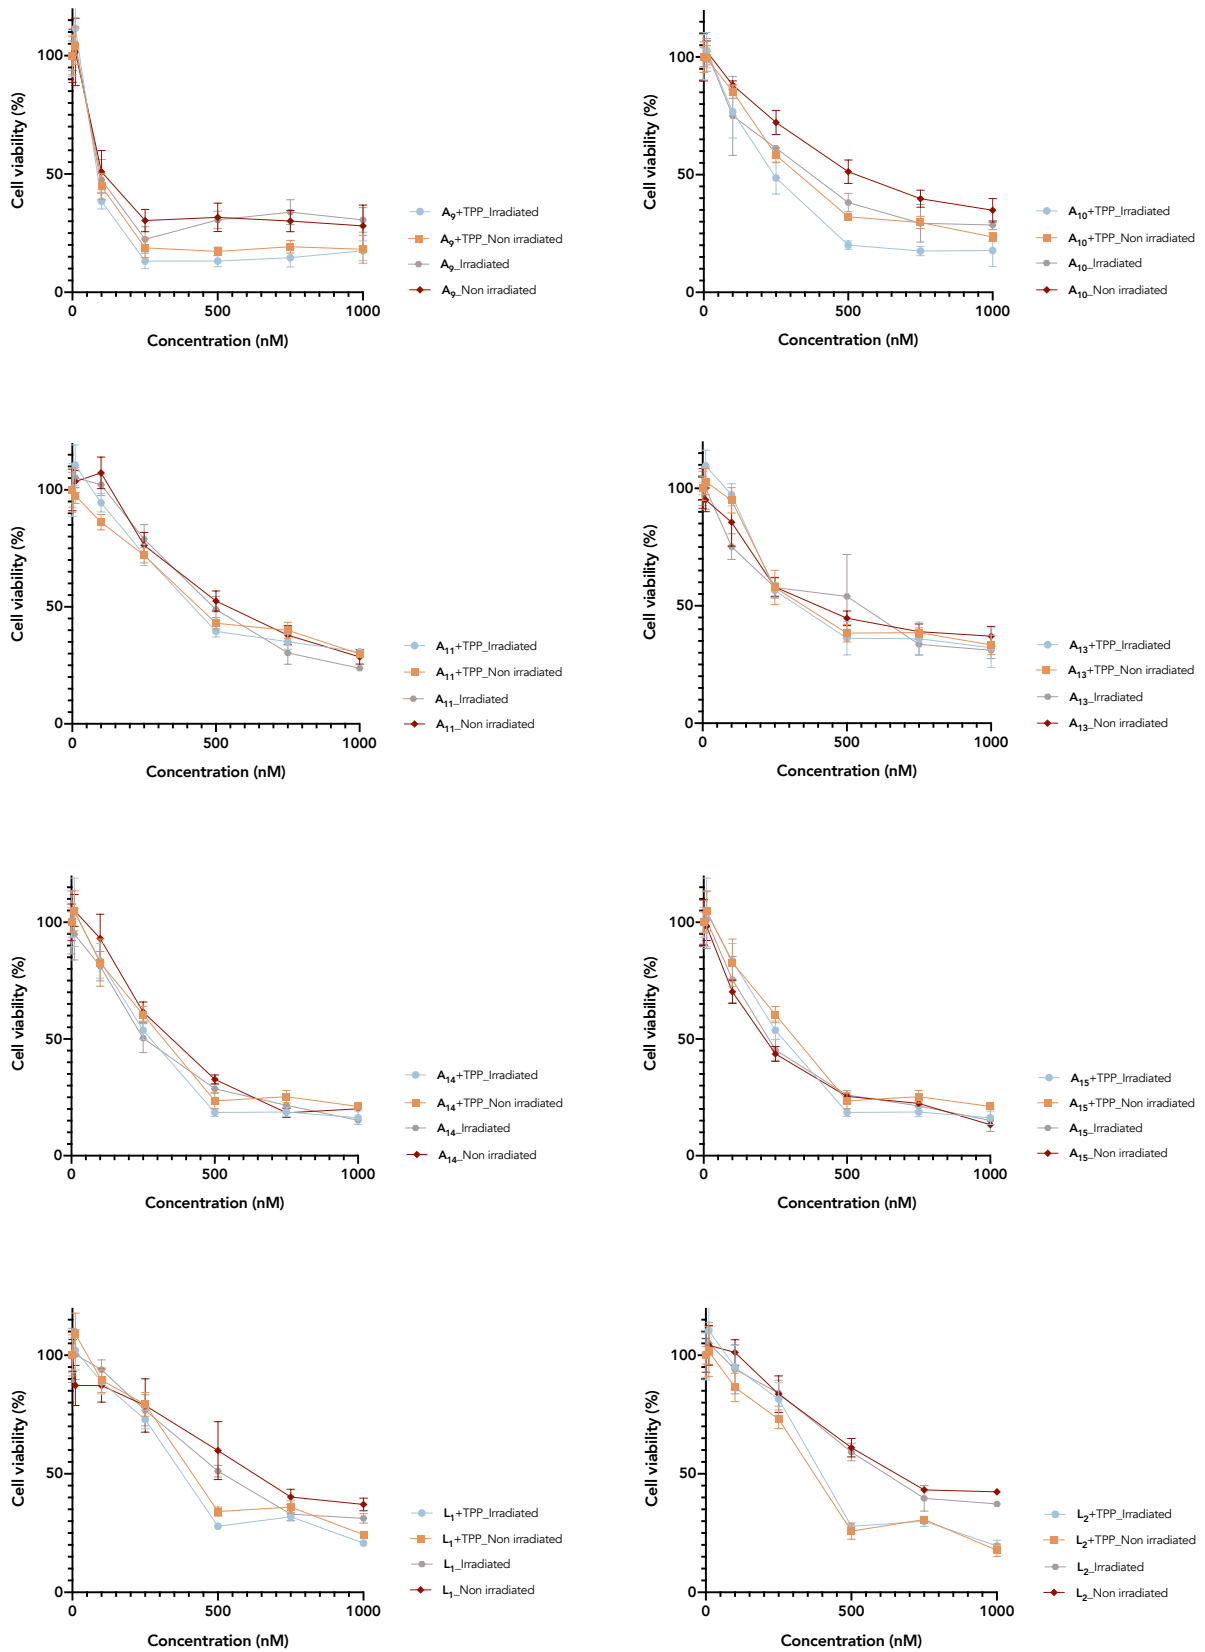 Cell viability (%)
100
50
0
0 500 1000
Concentration (nM)
A9+TPP_Irradiated
A9+TPP_Non irradiated
A9_Irradiated
A9_Non irradiated
Cell viability (%)
100
50
0
0 500 1000
Concentration (nM)
A10+TPP_Irradiated
A10+TPP_Non irradiated
A10_Irradiated
A10_Non irradiated
Cell viability (%)
100
50
0
0 500 1000
Concentration (nM)
A11+TPP_Irradiated
A11+TPP_Non irradiated
A11_Irradiated
A11_Non irradiated
Cell viability (%)
100
50
0
0 500 1000
Concentration (nM)
A13+TPP_Irradiated
A13+TPP_Non irradiated
A13_Irradiated
A13_Non irradiated
Cell viability (%)
100
50
0
0 500 1000
Concentration (nM)
A14+TPP_Irradiated
A14+TPP_Non irradiated
A14_Irradiated
A14_Non irradiated
Cell viability (%)
100
50
0
0 500 1000
Concentration (nM)
A15+TPP_Irradiated
A15+TPP_Non irradiated
A15_Irradiated
A15_Non irradiated
Cell viability (%)
100
50
0
0 500 1000
Concentration (nM)
L1+TPP_Irradiated
L1+TPP_Non irradiated
L1_Irradiated
L1_Non irradiated
Cell viability (%)
100
50
0
0 500 1000
Concentration (nM)
L2+TPP_Irradiated
L2+TPP_Non irradiated
L2_Irradiated
L2_Non irradiated